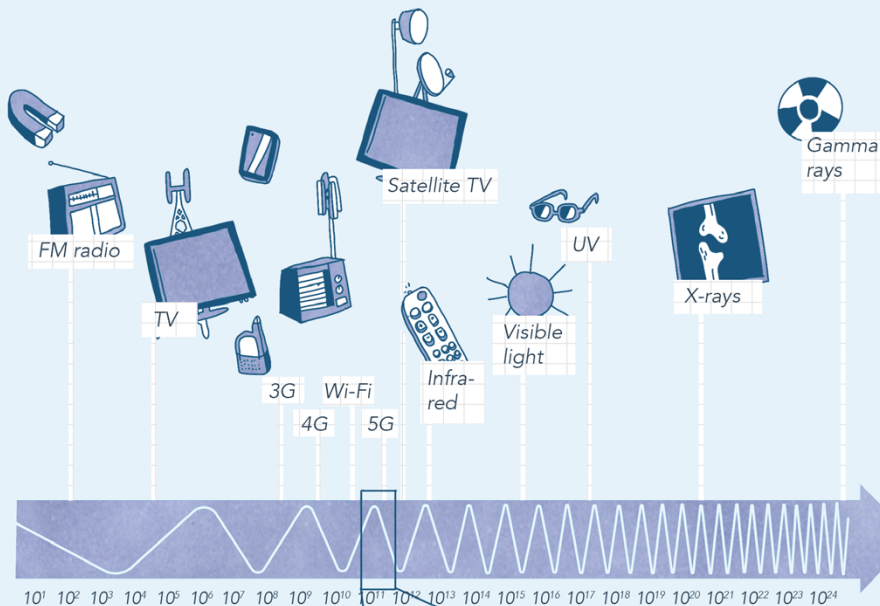 Gamma
rays
Satellite TV
FM radio
UV
X-rays
TV
Visible
light
Infra-
red
3G
Wi-Fi
4G
5G
10¹ 10² 10³ 10⁴ 10⁵ 10⁶ 10⁷ 10⁸ 10⁹ 10¹⁰ 10¹¹ 10¹² 10¹³ 10¹⁴ 10¹⁵ 10¹⁶ 10¹⁷ 10¹⁸ 10¹⁹ 10²⁰ 10²¹ 10²² 10²³ 10²⁴